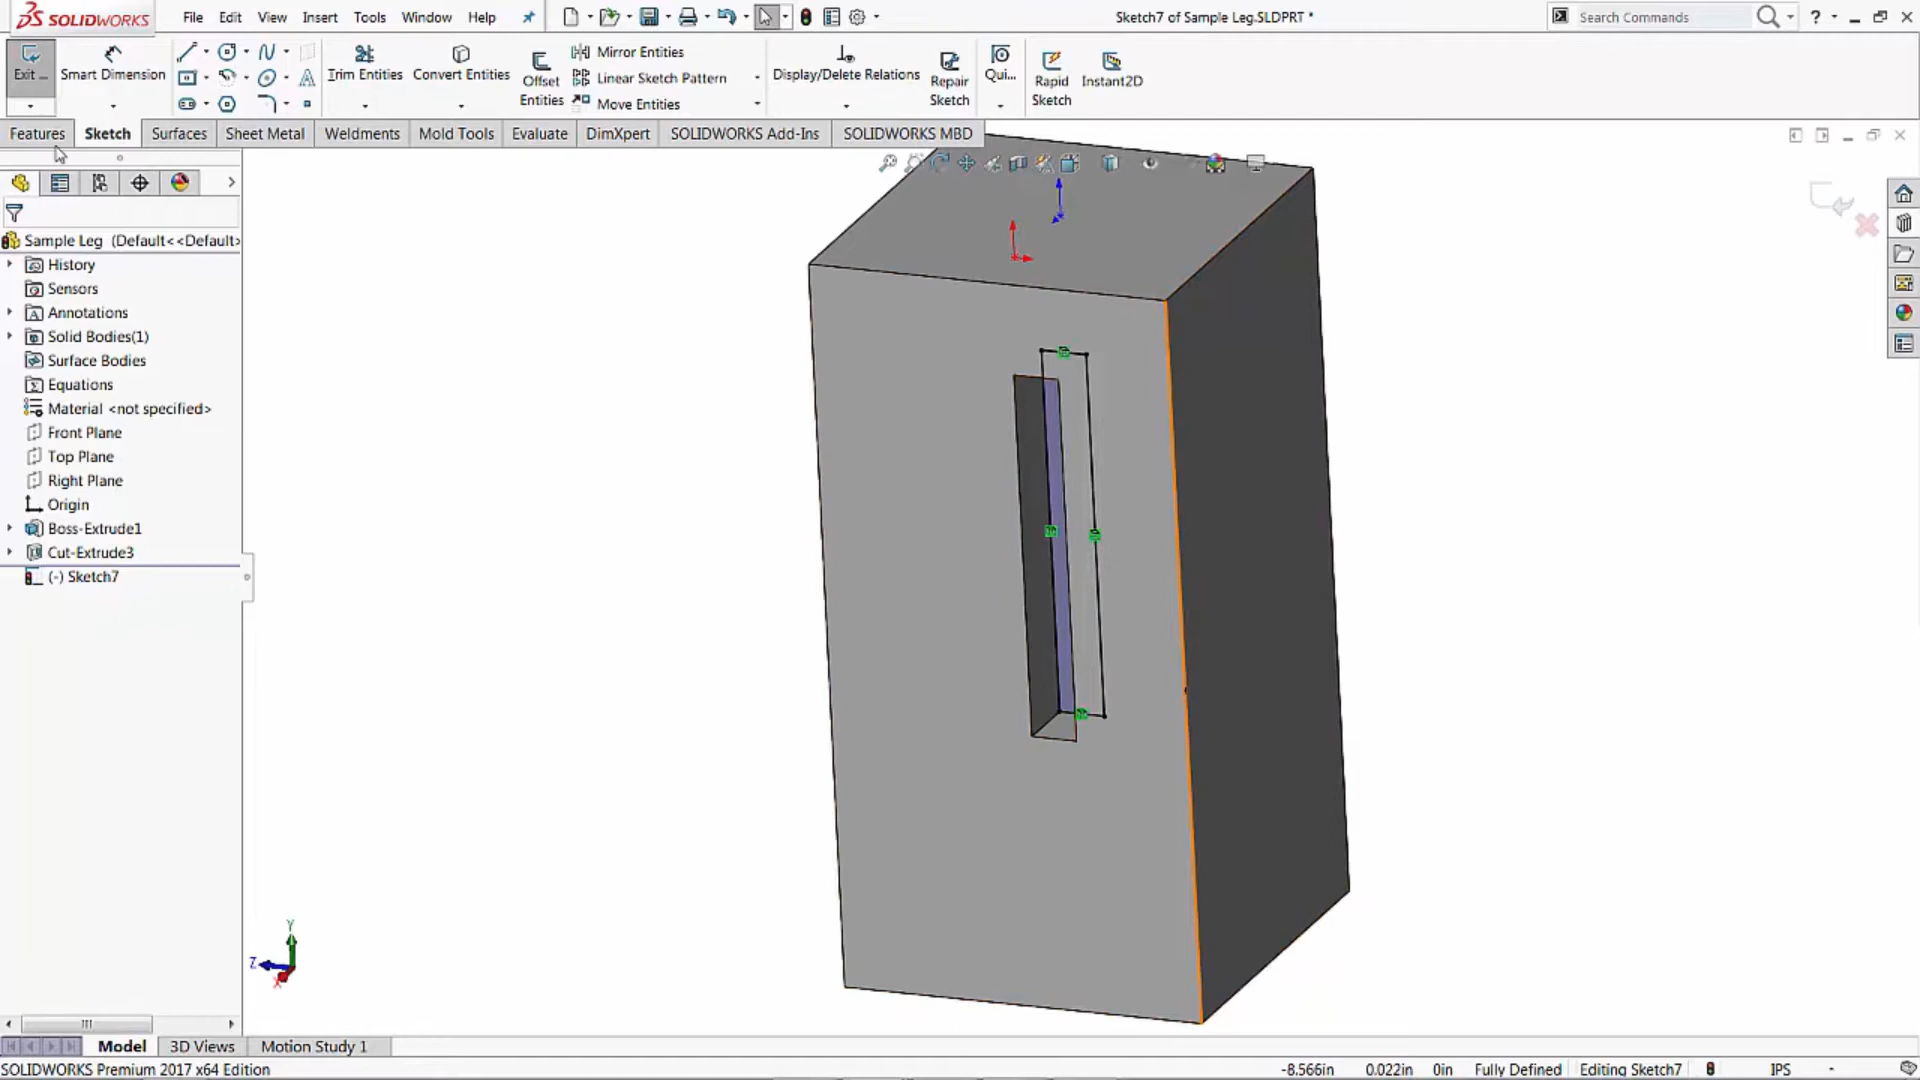 SOLIDWORKS File Edit View Insert Tools Window Help Sketch7 of Sample Leg.SLDPRT * Search Commands ?
Exit ... Smart Dimension Trim Entities Convert Entities Offset Entities Mirror Entities Display/Delete Relations Repair Sketch Qui... Rapid Sketch Instant2D
Linear Sketch Pattern
Move Entities
Features Sketch Surfaces Sheet Metal Weldments Mold Tools Evaluate DimXpert SOLIDWORKS Add-Ins SOLIDWORKS MBD
Sample Leg (Default<<Default>
History
Sensors
Annotations
Solid Bodies(1)
Surface Bodies
Equations
Material <not specified>
Front Plane
Top Plane
Right Plane
Origin
Boss-Extrude1
Cut-Extrude3
(-) Sketch7
Y
Z
X
Model 3D Views Motion Study 1
SOLIDWORKS Premium 2017 x64 Edition -8.566in 0.022in 0in Fully Defined Editing Sketch7 IPS -